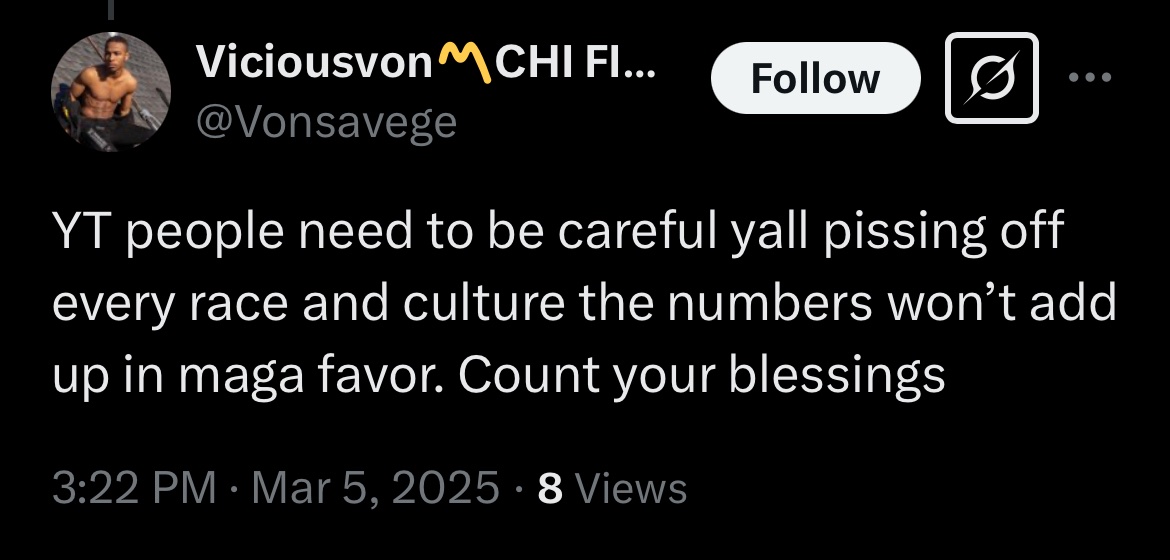 Viciousvon〽️CHI FI...
Follow
@Vonsavege
YT people need to be careful yall pissing off
every race and culture the numbers won’t add
up in maga favor. Count your blessings
3:22 PM · Mar 5, 2025 · 8 Views